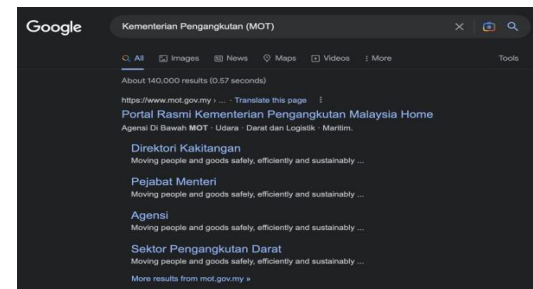 Google
Kementerian Pengangkutan (MOT)
All Images News Maps Videos More Tools
About 140,000 results (0.57 seconds)
https://www.mot.gov.my › ... · Translate this page
Portal Rasmi Kementerian Pengangkutan Malaysia Home
Agensi Di Bawah MOT · Udara · Darat dan Logistik · Maritim.
Direktori Kakitangan
Moving people and goods safely, efficiently and sustainably ...
Pejabat Menteri
Moving people and goods safely, efficiently and sustainably ...
Agensi
Moving people and goods safely, efficiently and sustainably ...
Sektor Pengangkutan Darat
Moving people and goods safely, efficiently and sustainably ...
More results from mot.gov.my »